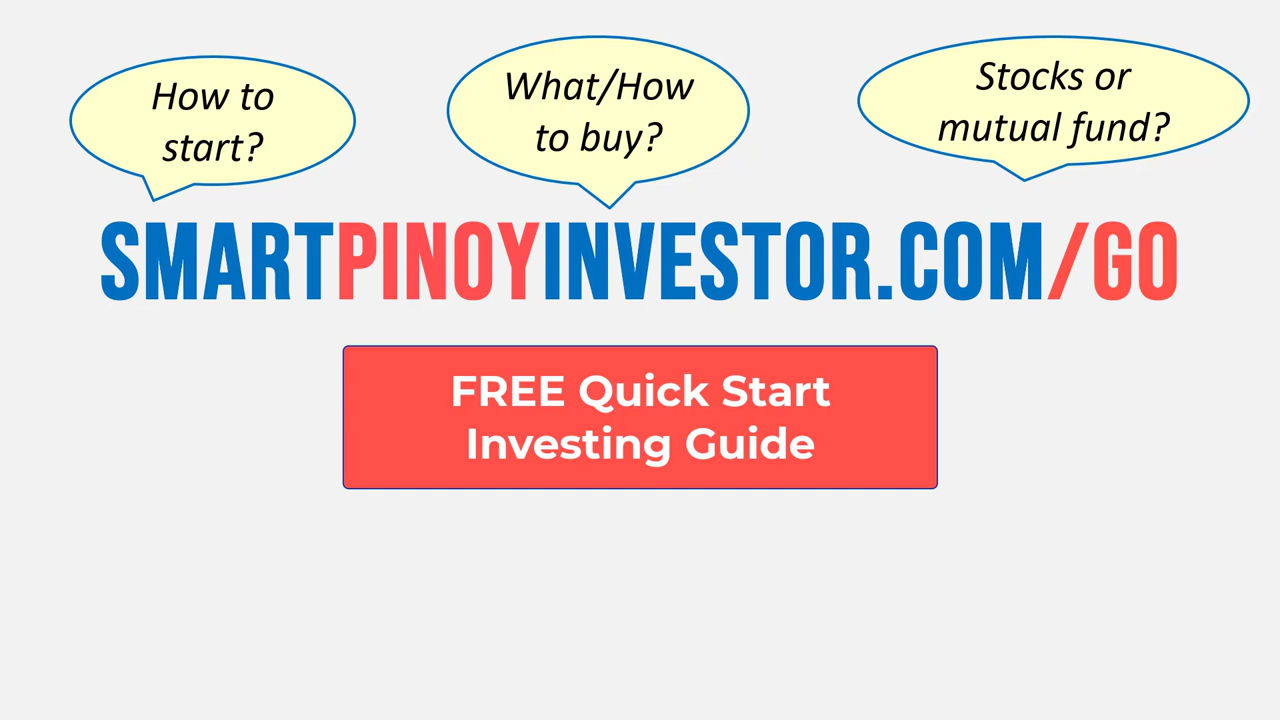 How to
start?
What/How
to buy?
Stocks or
mutual fund?
SMARTPINOYINVESTOR.COM/GO
FREE Quick Start
Investing Guide